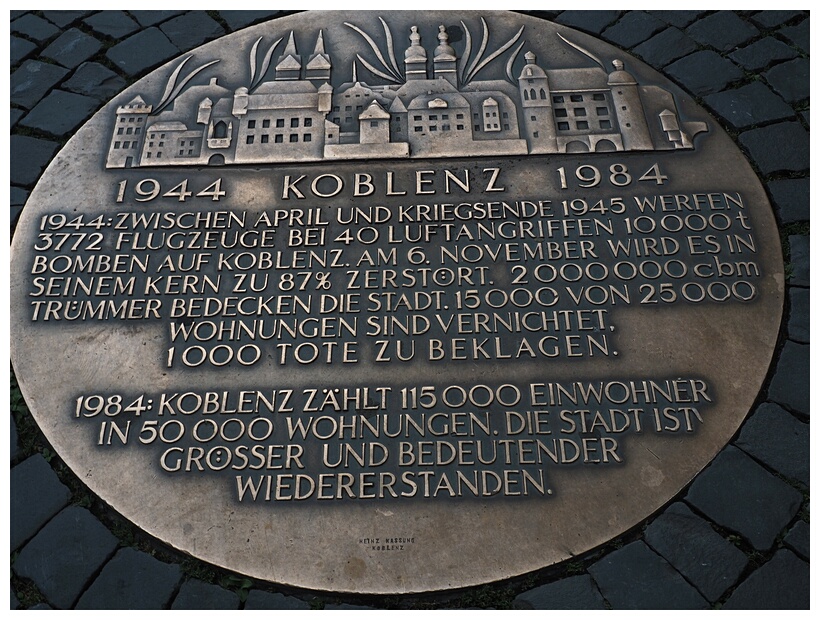 1944 KOBLENZ 1984
1944: ZWISCHEN APRIL UND KRIEGSENDE 1945 WERFEN
3772 FLUGZEUGE BEI 40 LUFTANGRIFFEN 10000 t
BOMBEN AUF KOBLENZ. AM 6. NOVEMBER WIRD ES IN
SEINEM KERN ZU 87% ZERSTÖRT. 2000000 cbm
TRÜMMER BEDECKEN DIE STADT. 15000 VON 25000
WOHNUNGEN SIND VERNICHTET,
1000 TOTE ZU BEKLAGEN.
1984: KOBLENZ ZÄHLT 115000 EINWOHNER
IN 50000 WOHNUNGEN. DIE STADT IST
GRÖSSER UND BEDEUTENDER
WIEDERERSTANDEN.
HEINZ KASSUNG
KOBLENZ